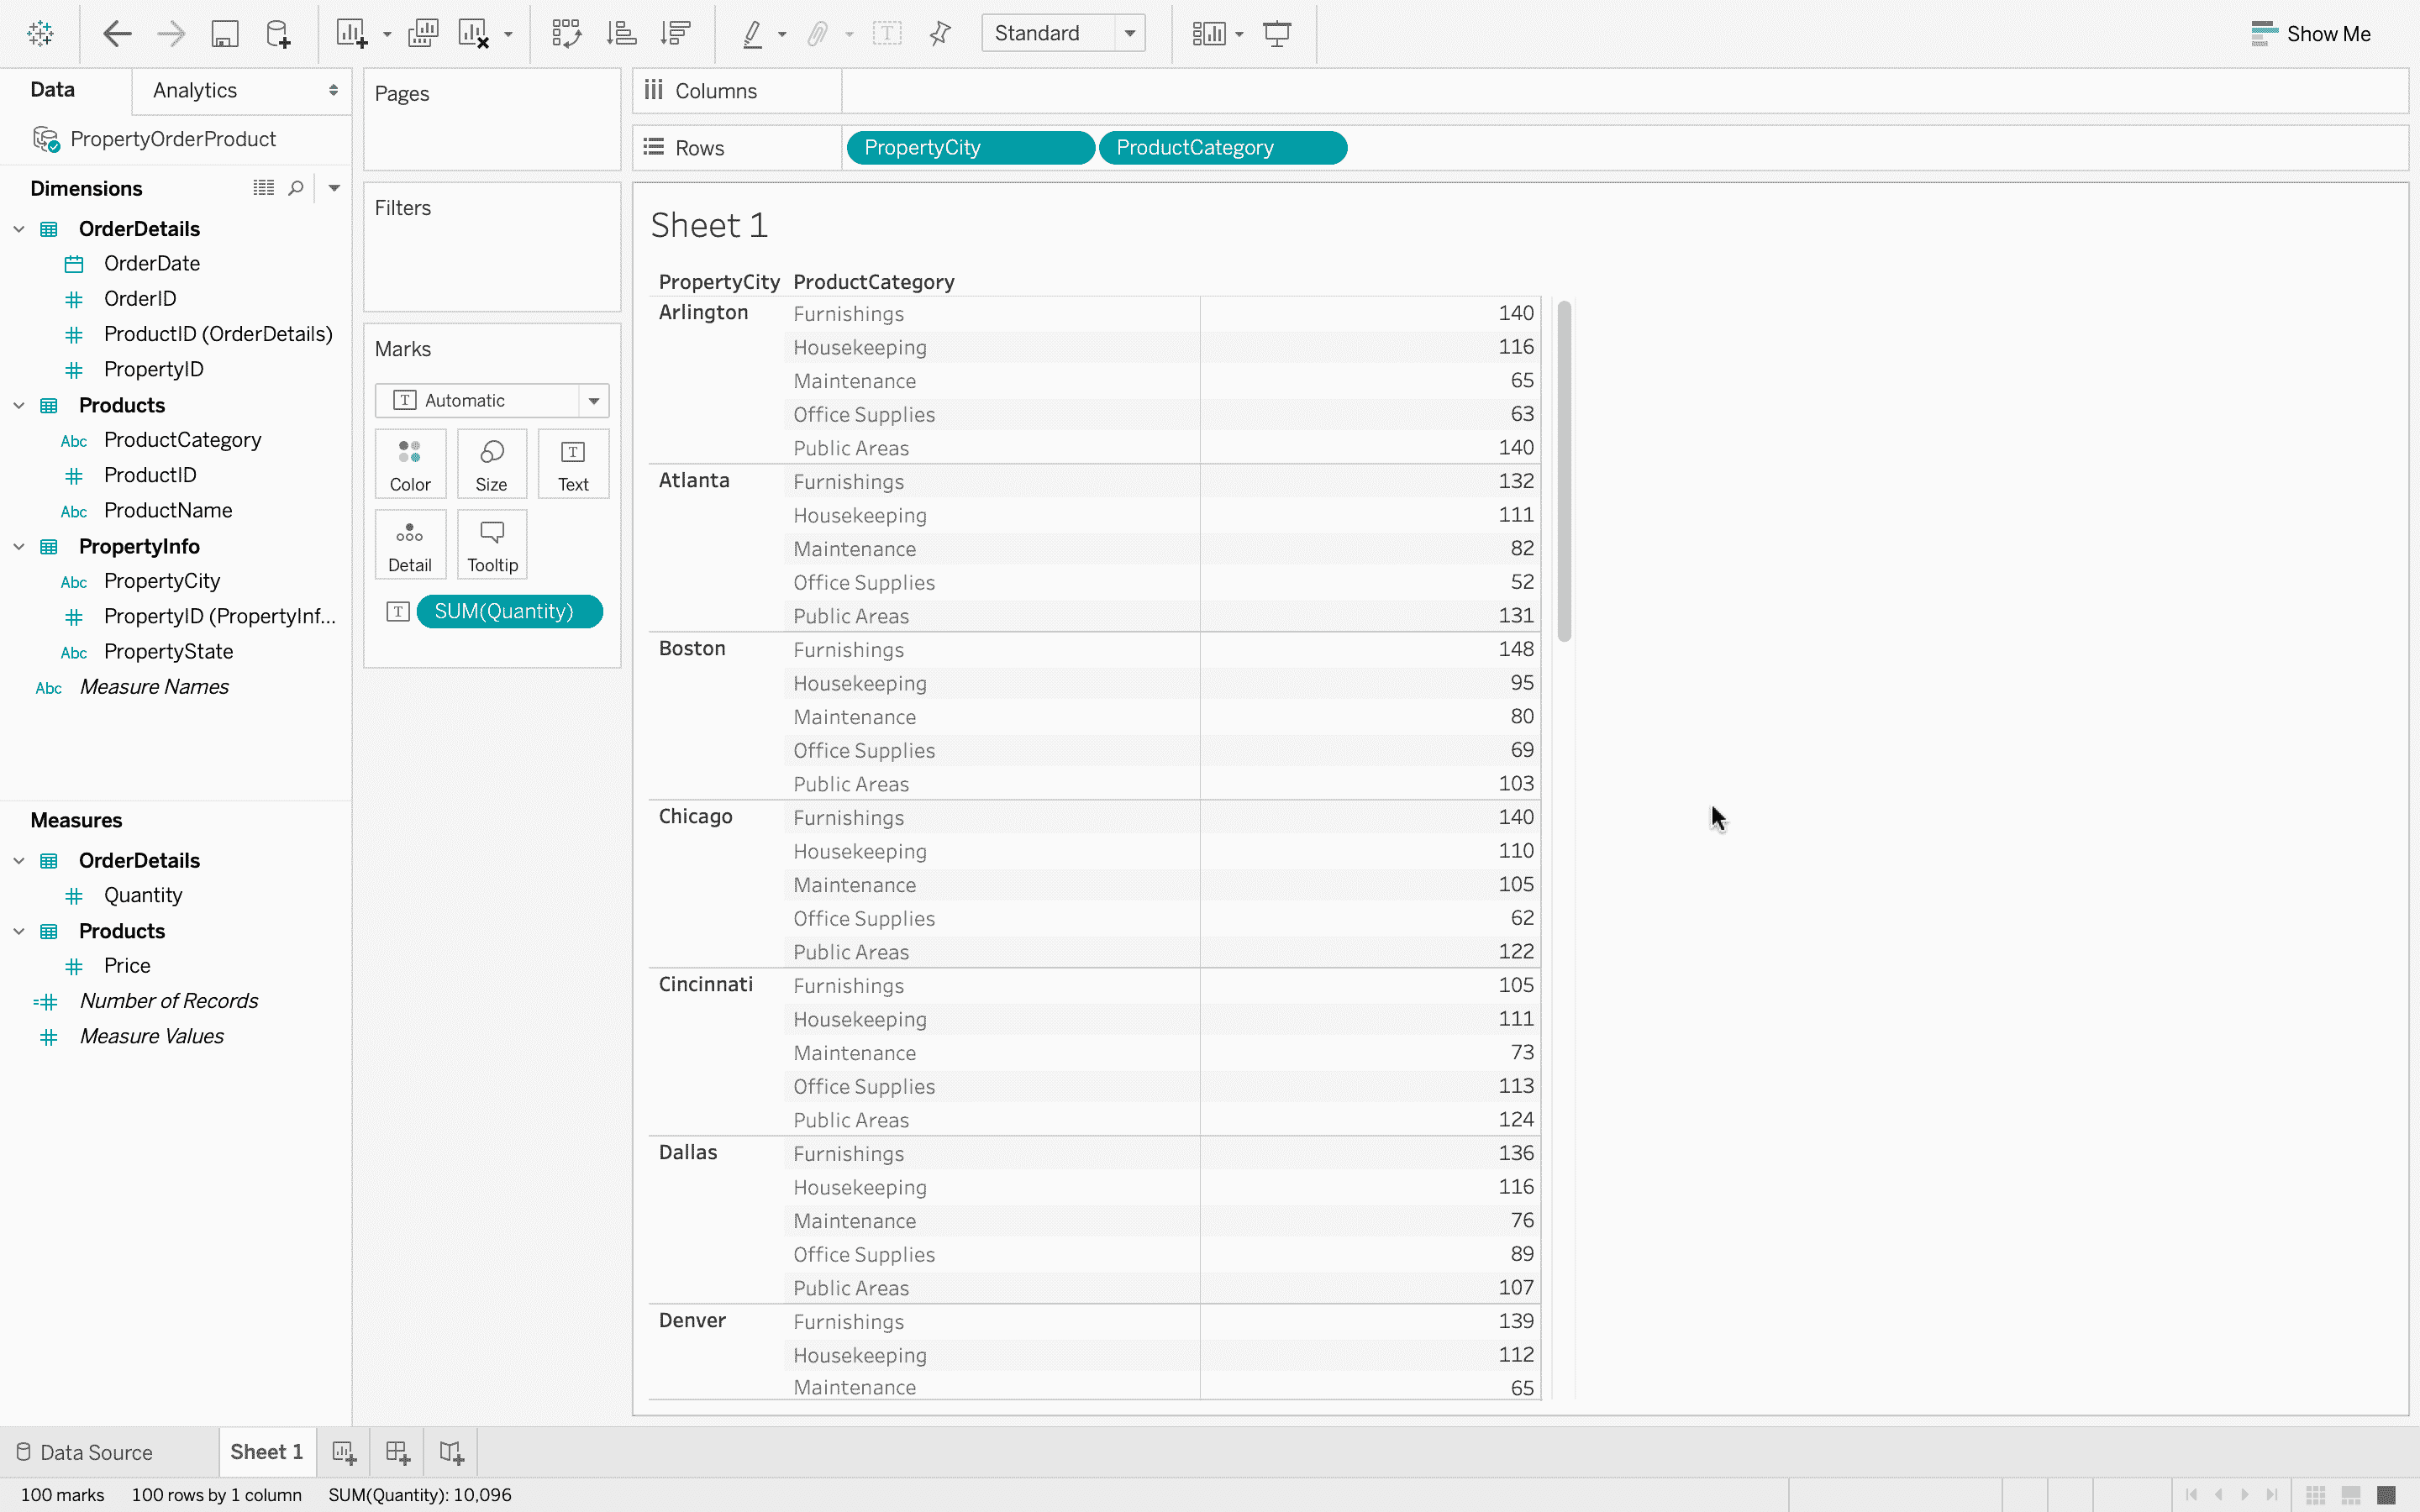 Standard
Show Me
Data
Analytics
PropertyOrderProduct
Dimensions
OrderDetails
OrderDate
OrderID
ProductID (OrderDetails)
PropertyID
Products
Abc ProductCategory
ProductID
Abc ProductName
PropertyInfo
Abc PropertyCity
PropertyID (PropertyInf...
Abc PropertyState
Abc Measure Names
Measures
OrderDetails
Quantity
Products
Price
Number of Records
Measure Values
Pages
Filters
Marks
T Automatic
Color
Size
T Text
Detail
Tooltip
T SUM(Quantity)
Columns
Rows PropertyCity ProductCategory
Sheet 1
PropertyCity ProductCategory
Arlington Furnishings 140
Housekeeping 116
Maintenance 65
Office Supplies 63
Public Areas 140
Atlanta Furnishings 132
Housekeeping 111
Maintenance 82
Office Supplies 52
Public Areas 131
Boston Furnishings 148
Housekeeping 95
Maintenance 80
Office Supplies 69
Public Areas 103
Chicago Furnishings 140
Housekeeping 110
Maintenance 105
Office Supplies 62
Public Areas 122
Cincinnati Furnishings 105
Housekeeping 111
Maintenance 73
Office Supplies 113
Public Areas 124
Dallas Furnishings 136
Housekeeping 116
Maintenance 76
Office Supplies 89
Public Areas 107
Denver Furnishings 139
Housekeeping 112
Maintenance 65
Data Source
Sheet 1
100 marks 100 rows by 1 column SUM(Quantity): 10,096